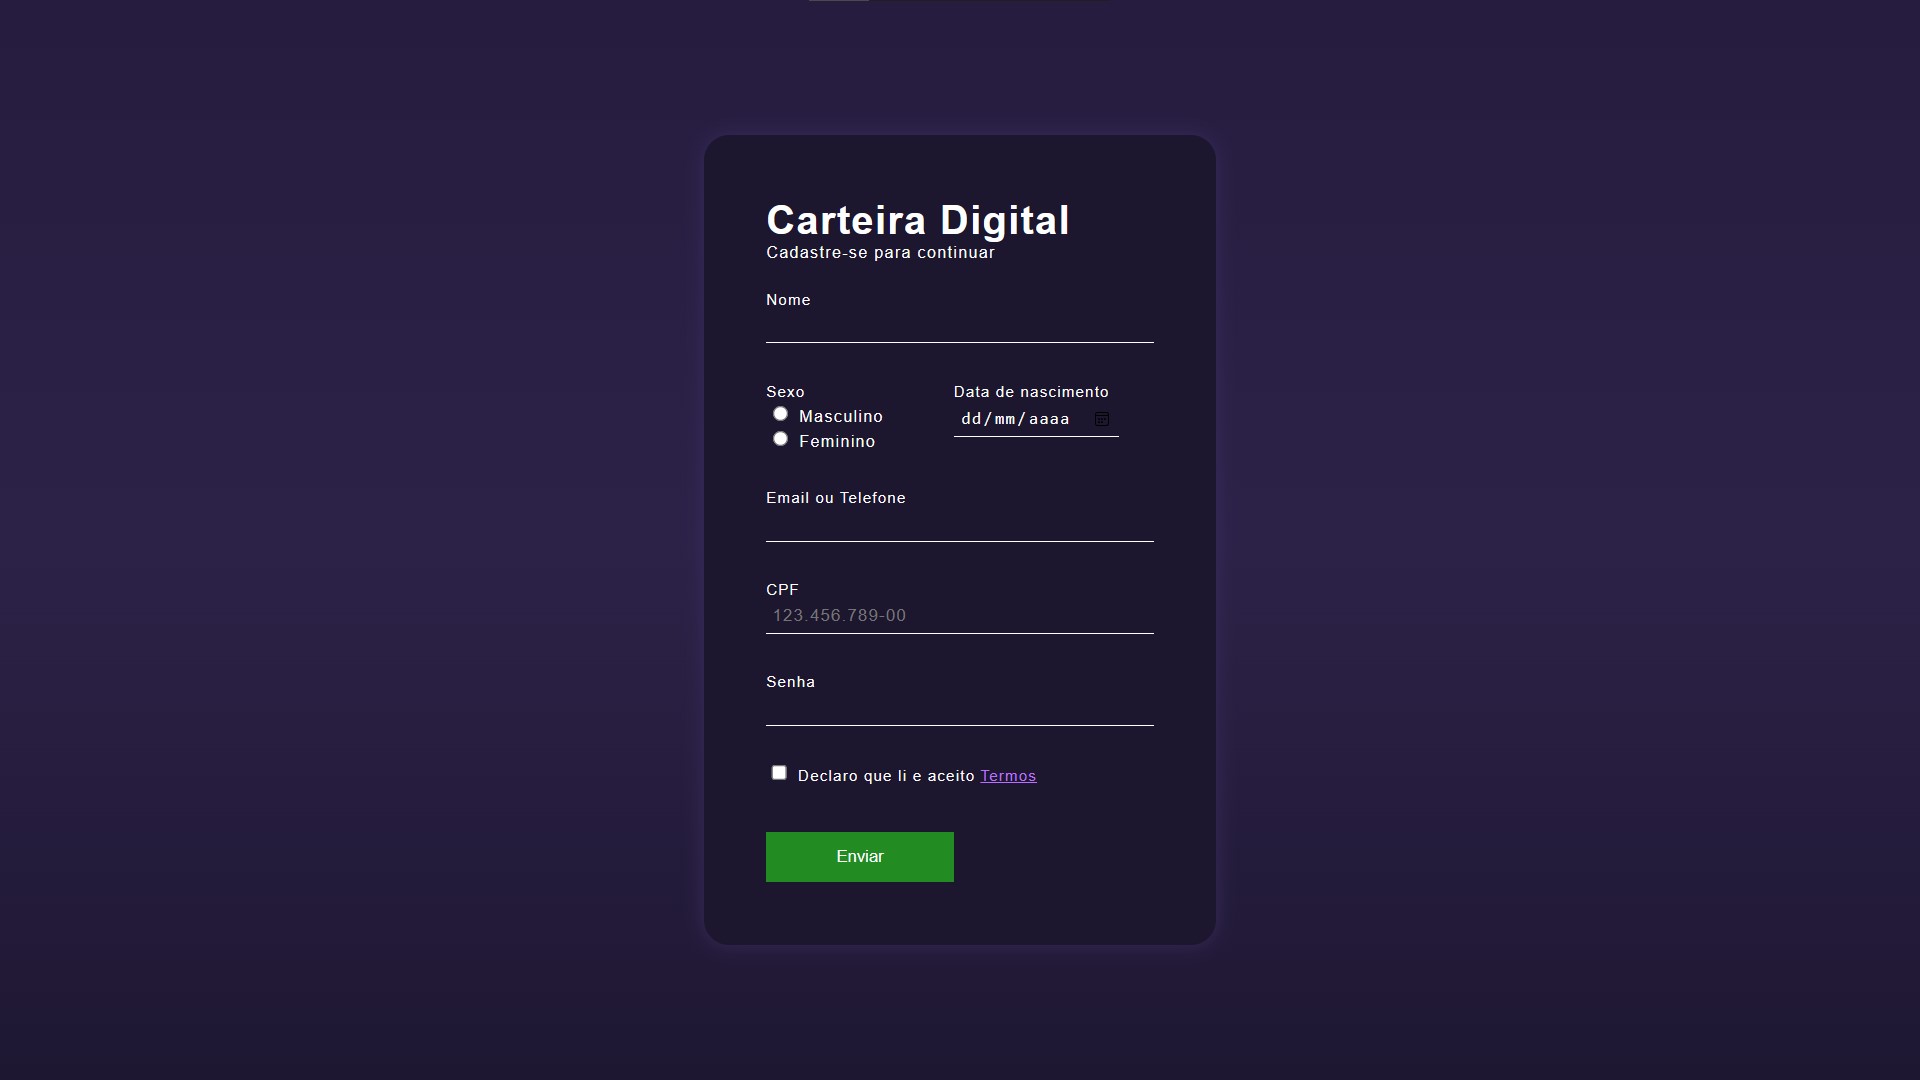 Carteira Digital
Cadastre-se para continuar
Nome
Sexo
Masculino
Feminino
Data de nascimento
dd/mm/aaaa
Email ou Telefone
CPF
123.456.789-00
Senha
Declaro que li e aceito Termos
Enviar